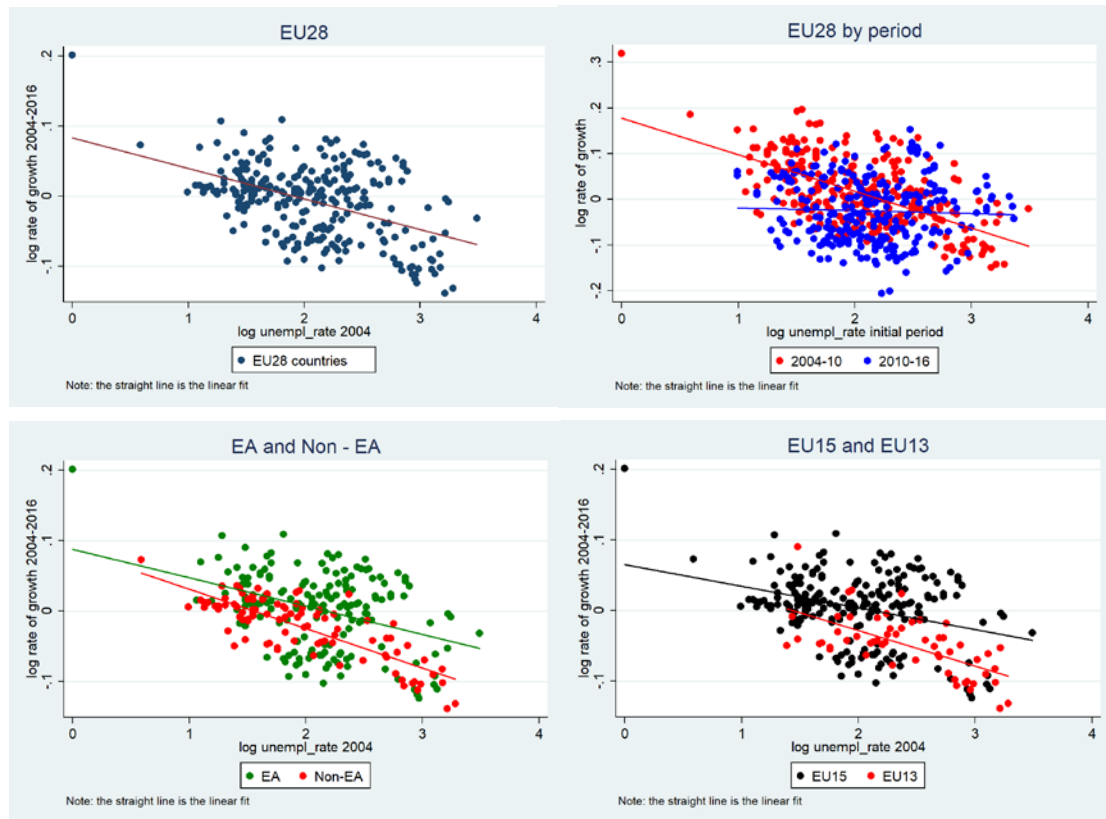 EU28
log rate of growth 2004-2016
.2
.1
0
-.1
0
1
2
3
4
log unempl_rate 2004
EU28 countries
Note: the straight line is the linear fit
EU28 by period
log rate of growth
.3
.2
.1
0
-.1
-.2
0
1
2
3
4
log unempl_rate initial period
2004-10
2010-16
Note: the straight line is the linear fit
EA and Non - EA
log rate of growth 2004-2016
.2
.1
0
-.1
0
1
2
3
4
log unempl_rate 2004
EA
Non-EA
Note: the straight line is the linear fit
EU15 and EU13
log rate of growth 2004-2016
.2
.1
0
-.1
0
1
2
3
4
log unempl_rate 2004
EU15
EU13
Note: the straight line is the linear fit